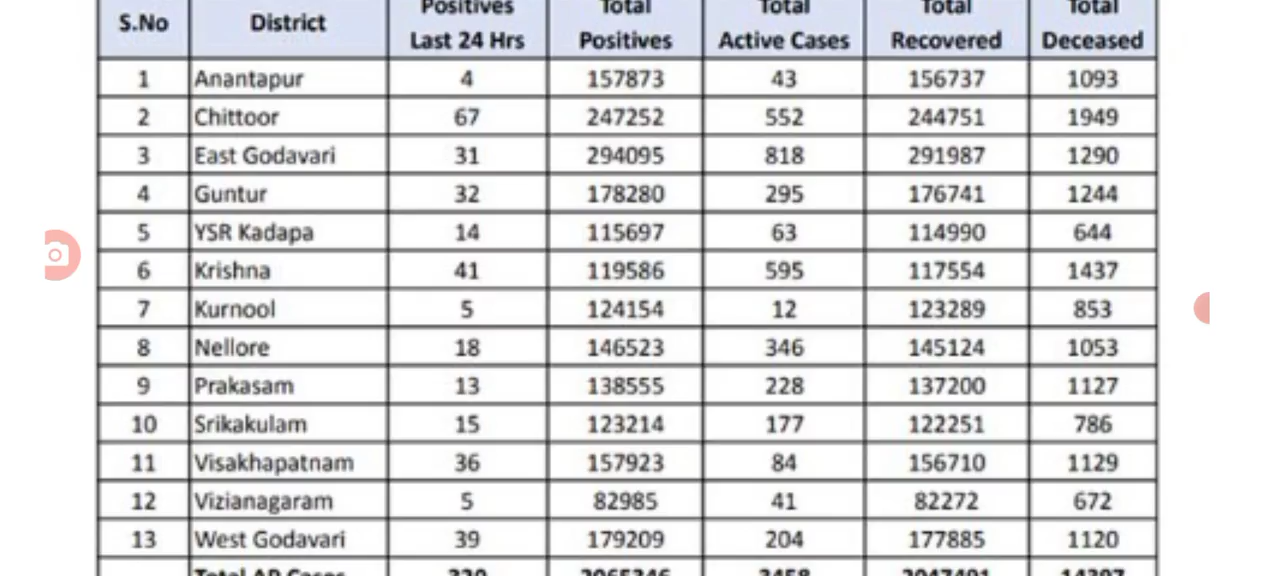 S.No District Positives Last 24 Hrs Total Positives Total Active Cases Total Recovered Total Deceased
1 Anantapur 4 157873 43 156737 1093
2 Chittoor 67 247252 552 244751 1949
3 East Godavari 31 294095 818 291987 1290
4 Guntur 32 178280 295 176741 1244
5 YSR Kadapa 14 115697 63 114990 644
6 Krishna 41 119586 595 117554 1437
7 Kurnool 5 124154 12 123289 853
8 Nellore 18 146523 346 145124 1053
9 Prakasam 13 138555 228 137200 1127
10 Srikakulam 15 123214 177 122251 786
11 Visakhapatnam 36 157923 84 156710 1129
12 Vizianagaram 5 82985 41 82272 672
13 West Godavari 39 179209 204 177885 1120
Total AP Cases 320 2065346 3458 2047491 14397